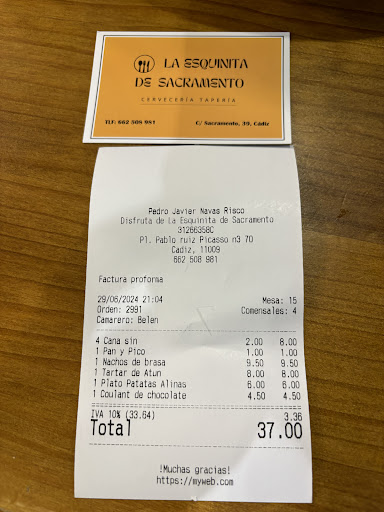 LA ESQUINITA
DE SACRAMENTO
CERVECERÍA TAPERÍA
TLF: 662 508 981 C/ Sacramento, 39, Cádiz
Pedro Javier Navas Risco
Disfruta de La Esquinita de Sacramento
31266358C
Pl. Pablo ruiz Picasso n3 70
Cadiz, 11009
662 508 981
Factura proforma
29/06/2024 21:04 Mesa: 15
Orden: 2991 Comensales: 4
Camarero: Belen
4 Cana sin 2.00 8.00
1 Pan y Pico 1.00 1.00
1 Nachos de brasa 9.50 9.50
1 Tartar de Atun 8.00 8.00
1 Plato Patatas Alinas 6.00 6.00
1 Coulant de chocolate 4.50 4.50
IVA 10% (33.64) 3.36
Total 37.00
!Muchas gracias!
https://myweb.com